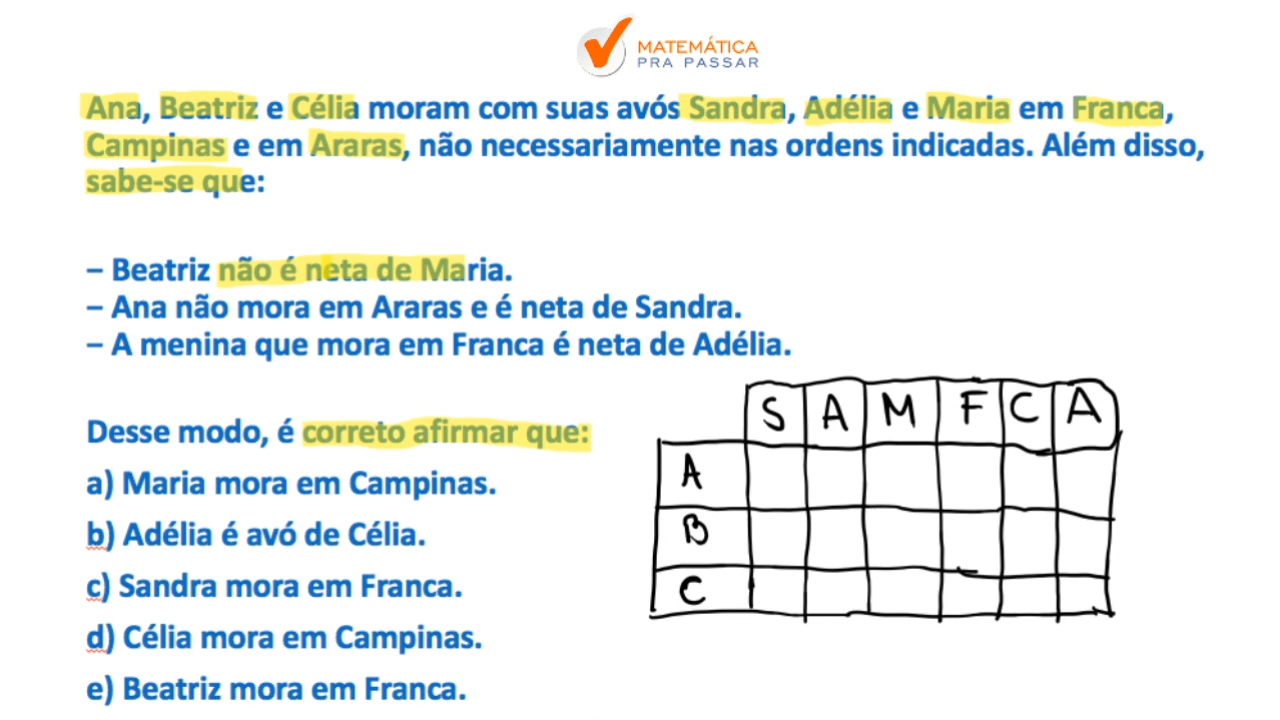 MATEMÁTICA
PRA PASSAR
Ana, Beatriz e Célia moram com suas avós Sandra, Adélia e Maria em Franca,
Campinas e em Araras, não necessariamente nas ordens indicadas. Além disso,
sabe-se que:
– Beatriz não é neta de Maria.
– Ana não mora em Araras e é neta de Sandra.
– A menina que mora em Franca é neta de Adélia.
Desse modo, é correto afirmar que:
a) Maria mora em Campinas.
b) Adélia é avó de Célia.
c) Sandra mora em Franca.
d) Célia mora em Campinas.
e) Beatriz mora em Franca.
S A M F C A
A
B
C